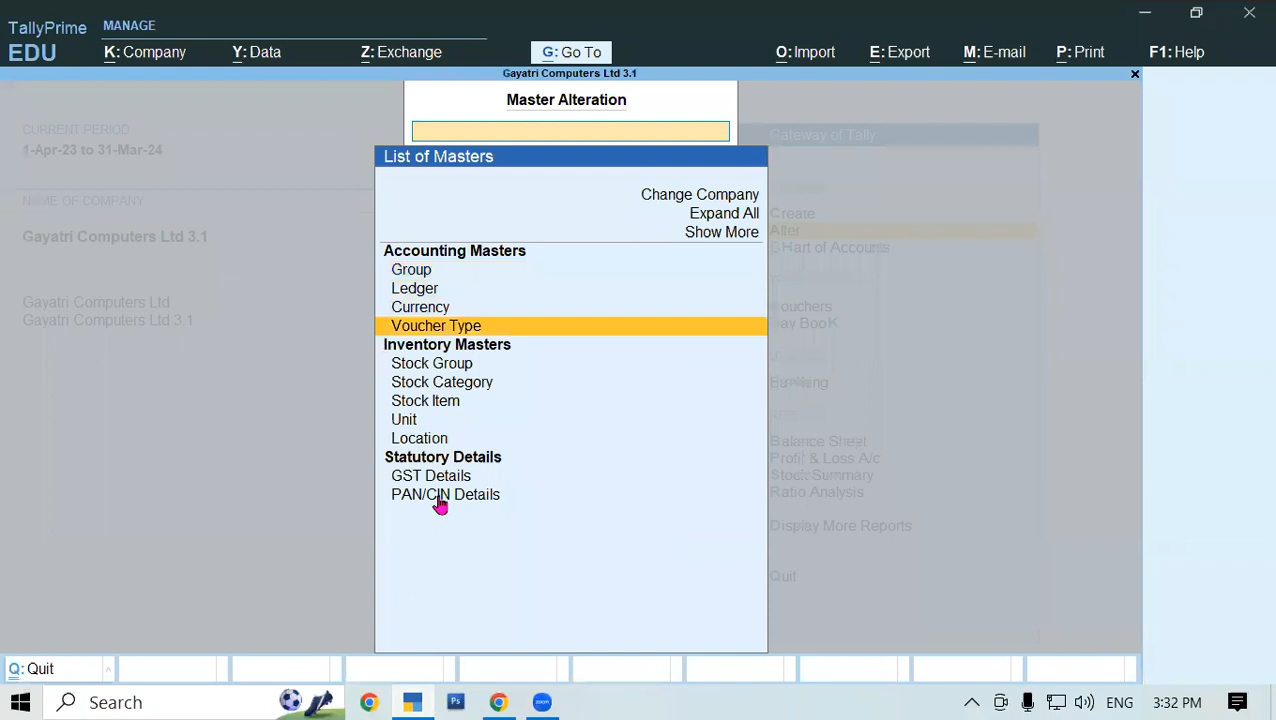 TallyPrime
EDU
MANAGE
K: Company
Y: Data
Z: Exchange
G: Go To
O: Import
E: Export
M: E-mail
P: Print
F1: Help
Gayatri Computers Ltd 3.1
CURRENT PERIOD
1-Apr-23 to 31-Mar-24
NAME OF COMPANY
Gayatri Computers Ltd 3.1
Gayatri Computers Ltd
Gayatri Computers Ltd 3.1
Master Alteration
List of Masters
Change Company
Expand All
Show More
Accounting Masters
Group
Ledger
Currency
Voucher Type
Inventory Masters
Stock Group
Stock Category
Stock Item
Unit
Location
Statutory Details
GST Details
PAN/CIN Details
Gateway of Tally
Create
Alter
CHart of Accounts
Vouchers
Day BooK
Balance Sheet
Profit & Loss A/c
Stock Summary
Ratio Analysis
Display More Reports
Quit
Q: Quit
Search
ENG
3:32 PM